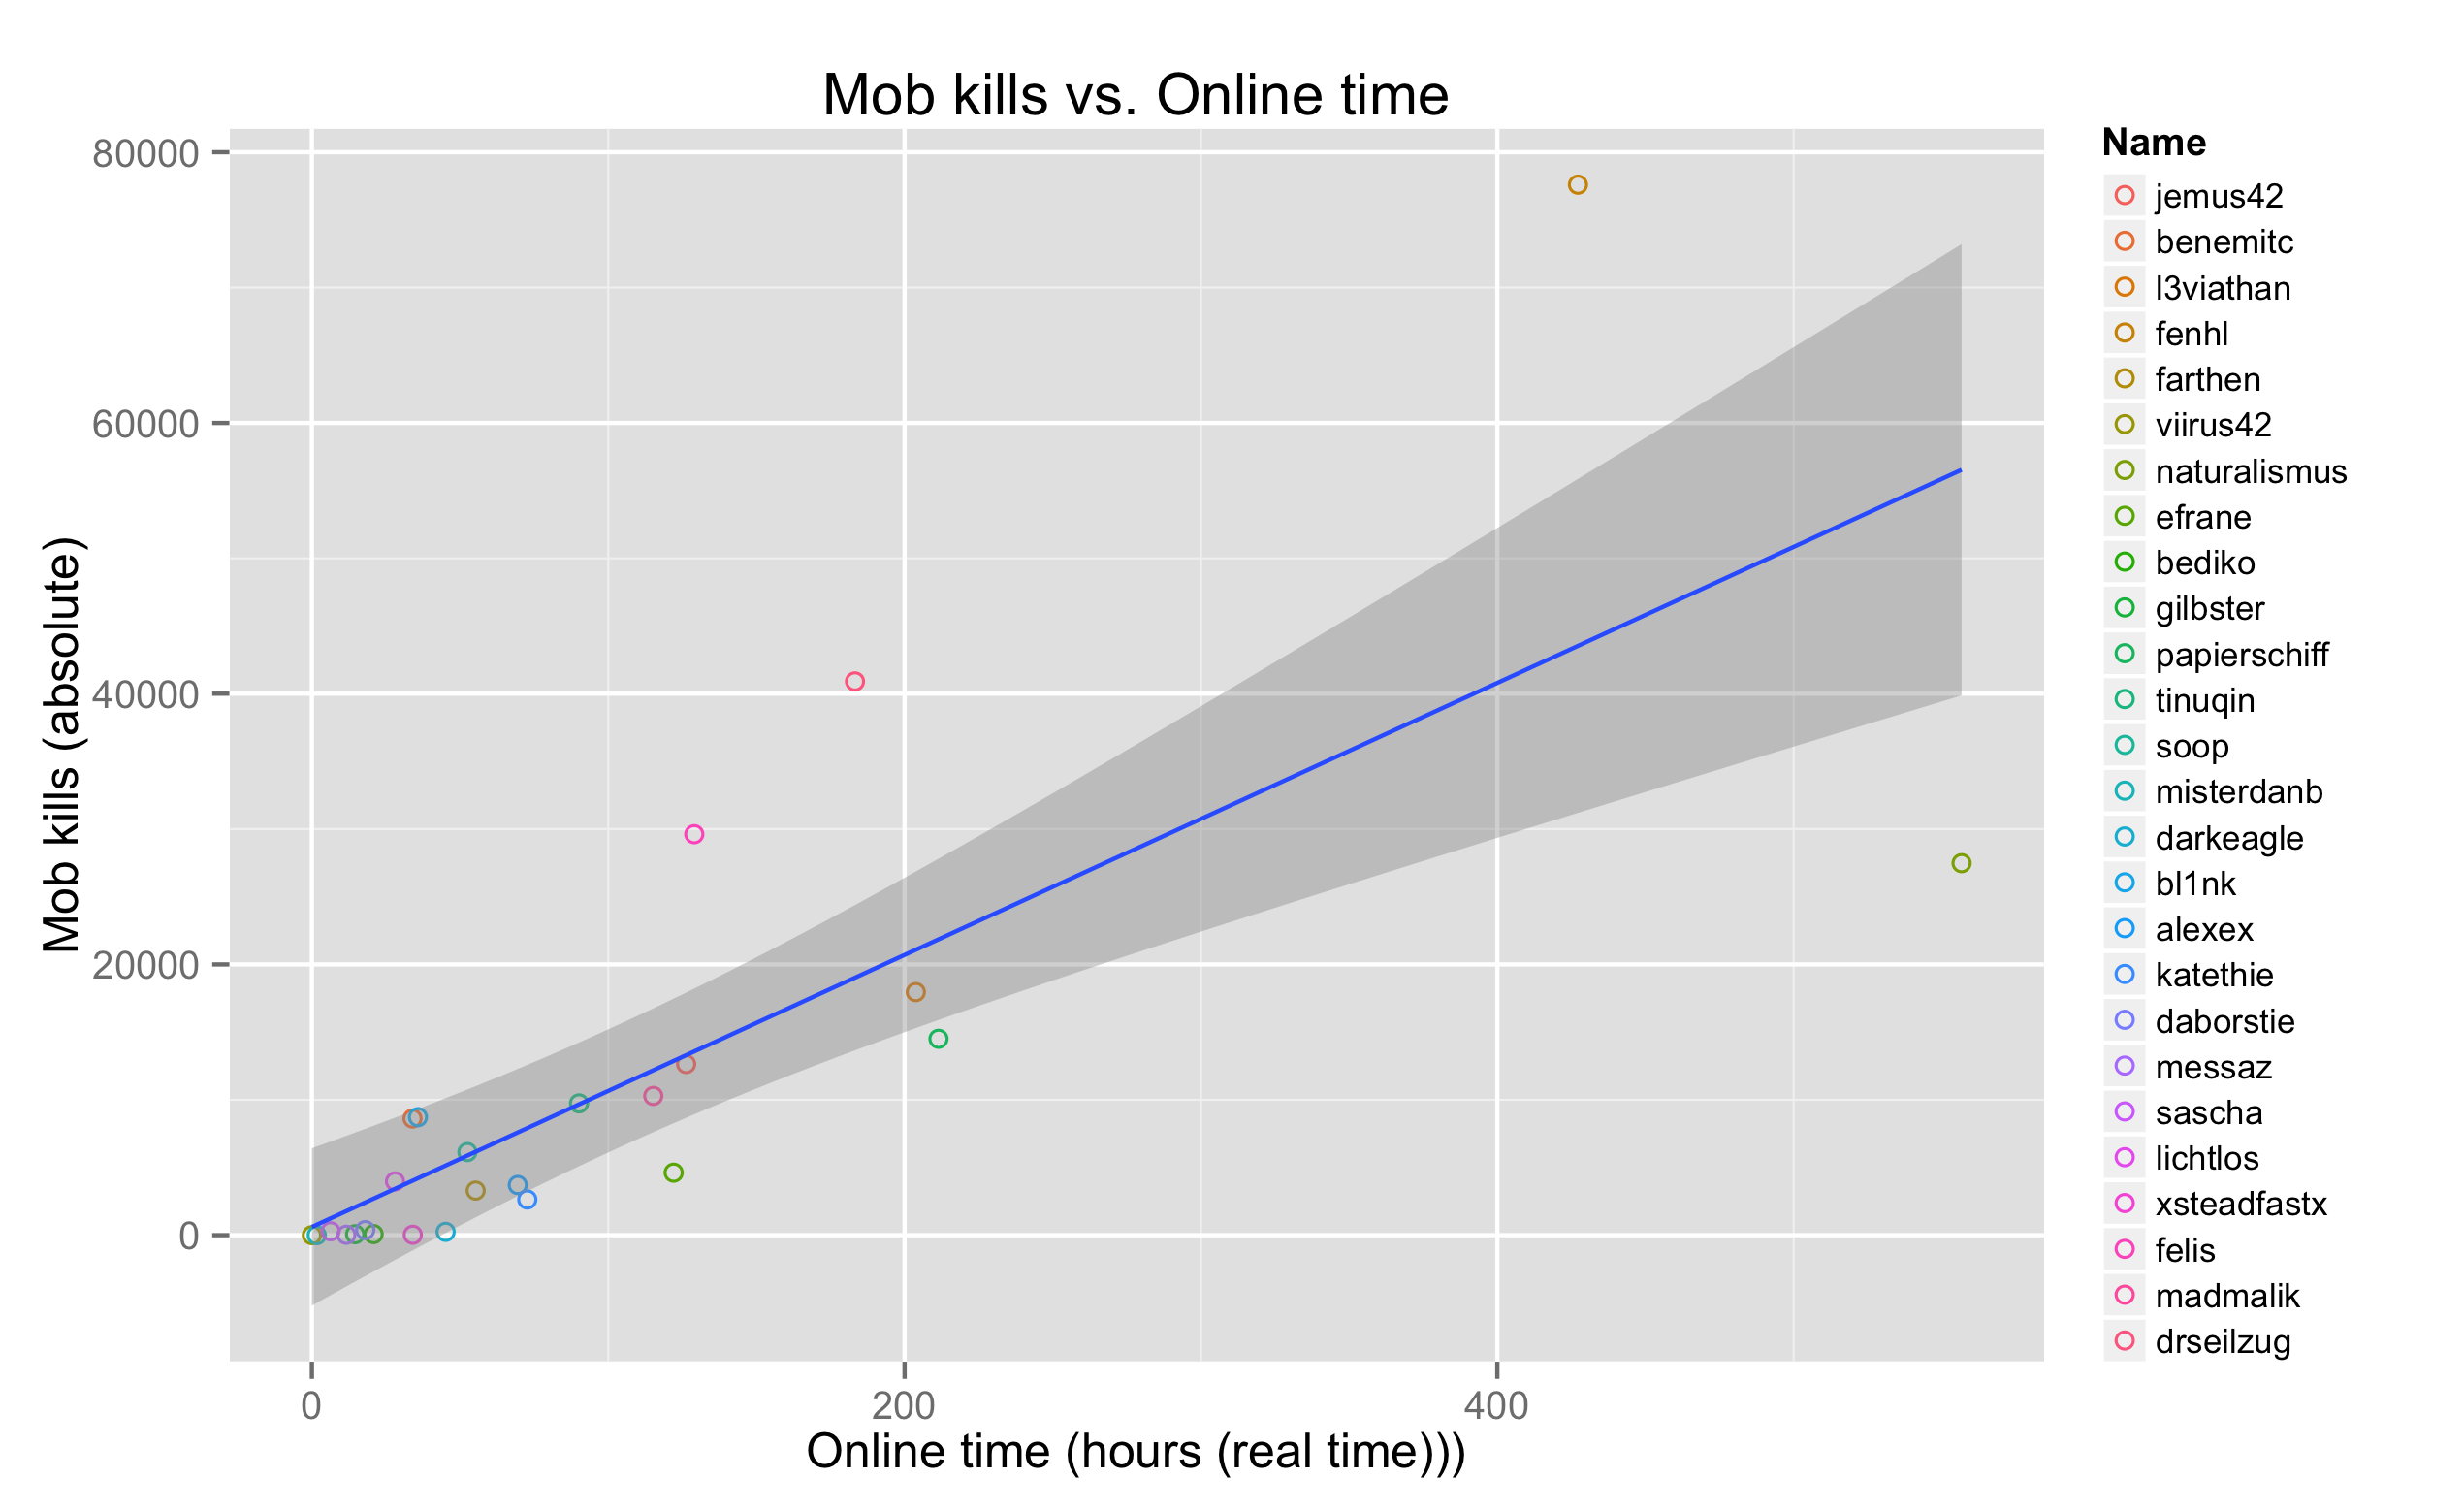 Mob kills vs. Online time
Mob kills (absolute)
80000
60000
40000
20000
0
0
200
400
Online time (hours (real time)))
Name
jemus42
benemitc
l3viathan
fenhl
farthen
viirus42
naturalismus
efrane
bediko
gilbster
papierschiff
tinuqin
soop
misterdanb
darkeagle
bl1nk
alexex
katethie
daborstie
messaz
sascha
lichtlos
xsteadfastx
felis
madmalik
drseilzug